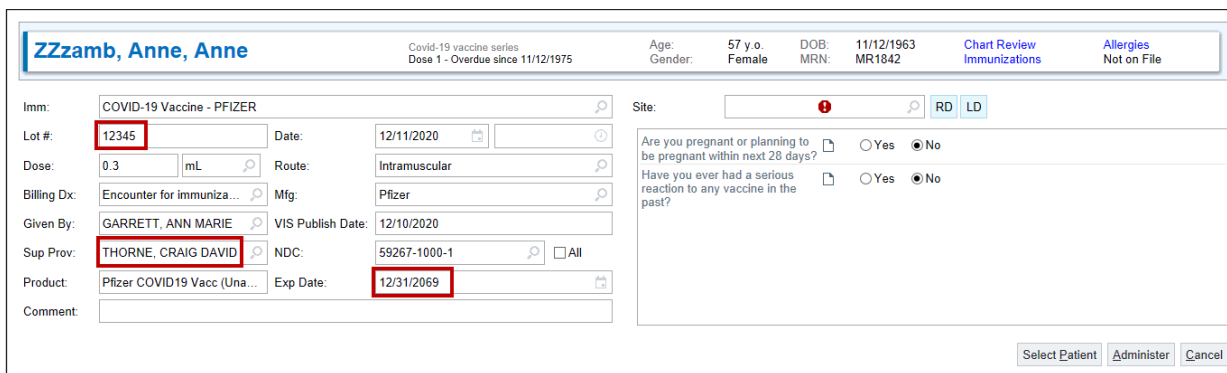 ZZzamb, Anne, Anne
Covid-19 vaccine series
Dose 1 - Overdue since 11/12/1975
Age: 57 y.o. DOB: 11/12/1963 Chart Review Allergies
Gender: Female MRN: MR1842 Immunizations Not on File
Imm: COVID-19 Vaccine - PFIZER
Lot #: 12345 Date: 12/11/2020
Dose: 0.3 mL Route: Intramuscular
Billing Dx: Encounter for immuniza... Mfg: Pfizer
Given By: GARRETT, ANN MARIE VIS Publish Date: 12/10/2020
Sup Prov: THORNE, CRAIG DAVID NDC: 59267-1000-1 All
Product: Pfizer COVID19 Vacc (Una... Exp Date: 12/31/2069
Comment:
Site: RD LD
Are you pregnant or planning to
be pregnant within next 28 days? Yes No
Have you ever had a serious
reaction to any vaccine in the
past? Yes No
Select Patient Administer Cancel